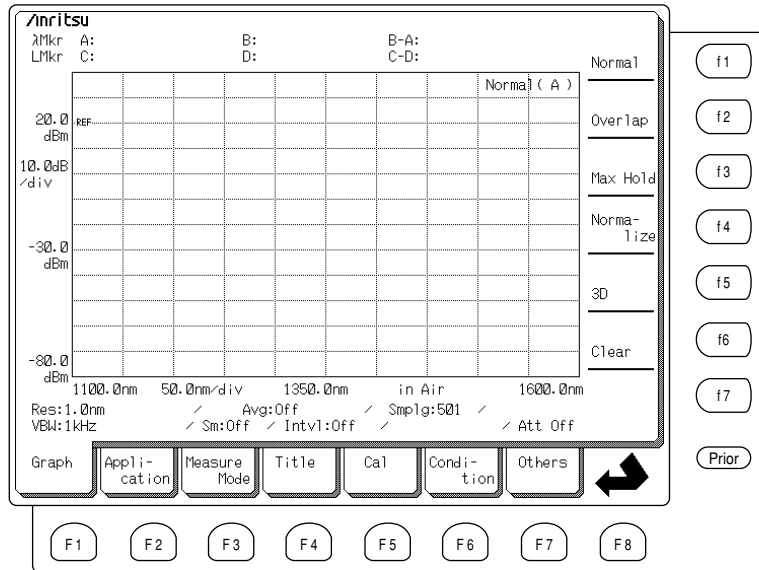 Anritsu
λMkr A: B: B-A:
LMkr C: D: C-D:
Normal
f1
Normal( A )
20.0
dBm
REF
Overlap
f2
10.0dB
/div
Max Hold
f3
Norma-
lize
f4
-30.0
dBm
3D
f5
Clear
f6
-80.0
dBm
1100.0nm 50.0nm/div 1350.0nm in Air 1600.0nm
f7
Res:1.0nm / Avg:Off / Smplg:501 /
VBW:1kHz / Sm:Off / Intvl:Off / / Att Off
Graph
Appli-
cation
Measure
Mode
Title
Cal
Condi-
tion
Others
Prior
F1 F2 F3 F4 F5 F6 F7 F8